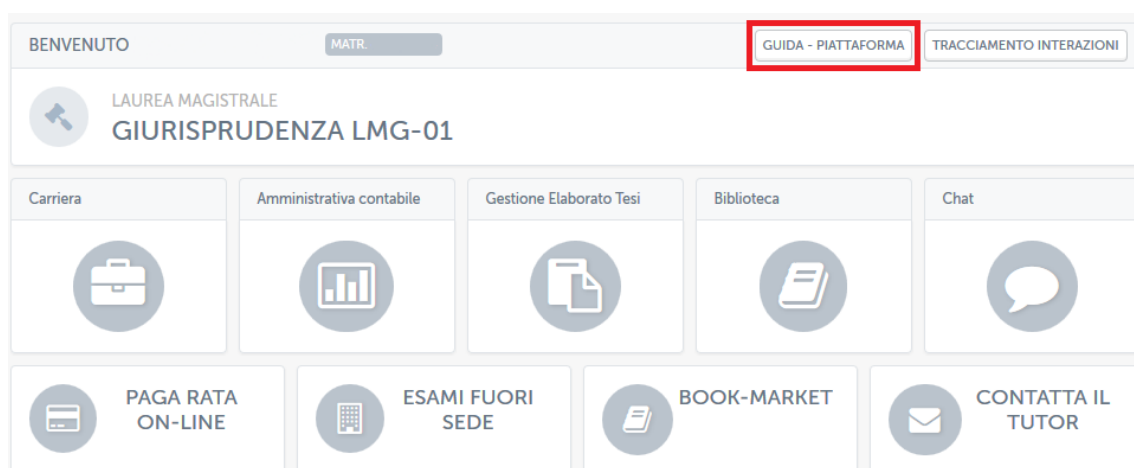 BENVENUTO MATR. GUIDA - PIATTAFORMA TRACCIAMENTO INTERAZIONI
LAUREA MAGISTRALE
GIURISPRUDENZA LMG-01
Carriera Amministrativa contabile Gestione Elaborato Tesi Biblioteca Chat
PAGA RATA
ON-LINE
ESAMI FUORI
SEDE
BOOK-MARKET
CONTATTA IL
TUTOR